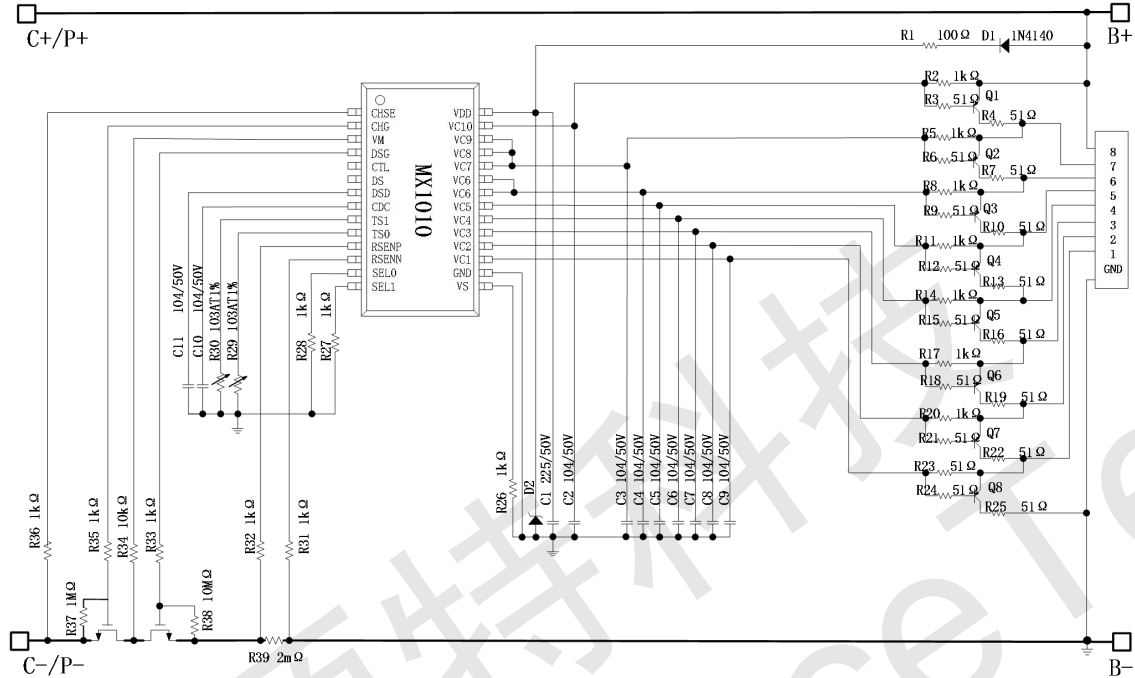 C+/P+
B+
R1 100Ω D1 1N4140
R2 1kΩ
R3 51Ω Q1
R4 51Ω
R5 1kΩ
R6 51Ω Q2
R7 51Ω
R8 1kΩ
R9 51Ω Q3
R10 51Ω
R11 1kΩ
R12 51Ω Q4
R13 51Ω
R14 1kΩ
R15 51Ω Q5
R16 51Ω
R17 1kΩ
R18 51Ω Q6
R19 51Ω
R20 1kΩ
R21 51Ω Q7
R22 51Ω
R23 51Ω
R24 51Ω Q8
R25 51Ω
8
7
6
5
4
3
2
1
GND
MX1010
CHSE VDD
CHG VC10
VM VC9
DSG VC8
CTL VC7
DS VC6
DSD VC6
CDC VC5
TS1 VC4
TS0 VC3
RSENP VC2
RSENN VC1
SEL0 GND
SEL1 VS
C11 104/50V
C10 104/50V
R30 103AT1%
R29 103AT1%
R28 1kΩ
R27 1kΩ
R26 1kΩ
D2
C1 225/50V
C2 104/50V
C3 104/50V
C4 104/50V
C5 104/50V
C6 104/50V
C7 104/50V
C8 104/50V
C9 104/50V
R36 1kΩ
R35 1kΩ
R34 10kΩ
R33 1kΩ
R32 1kΩ
R31 1kΩ
R37 1MΩ
R38 10MΩ
R39 2mΩ
C-/P-
B-
特科技
ce Te